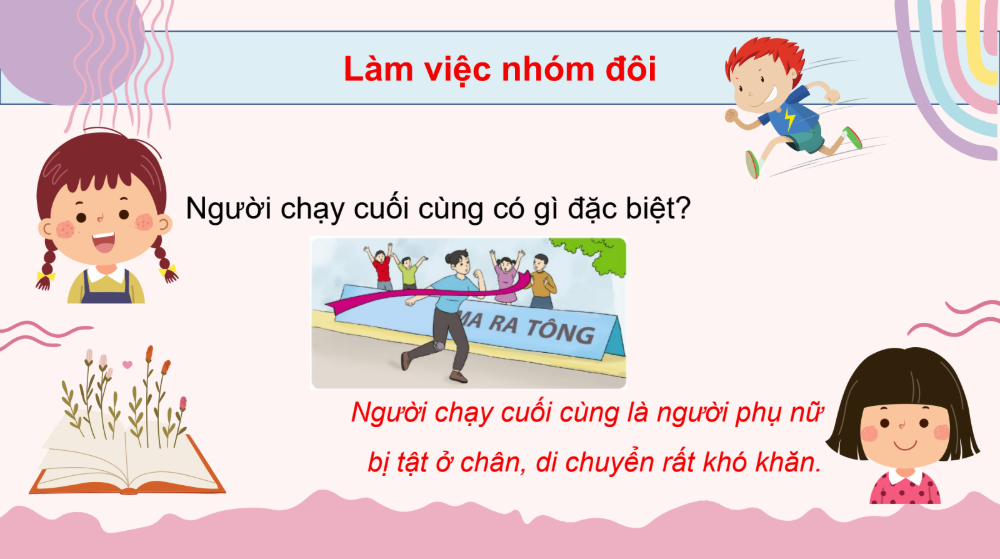 Làm việc nhóm đôi
Người chạy cuối cùng có gì đặc biệt?
MA RA TÔNG
Người chạy cuối cùng là người phụ nữ
bị tật ở chân, di chuyển rất khó khăn.